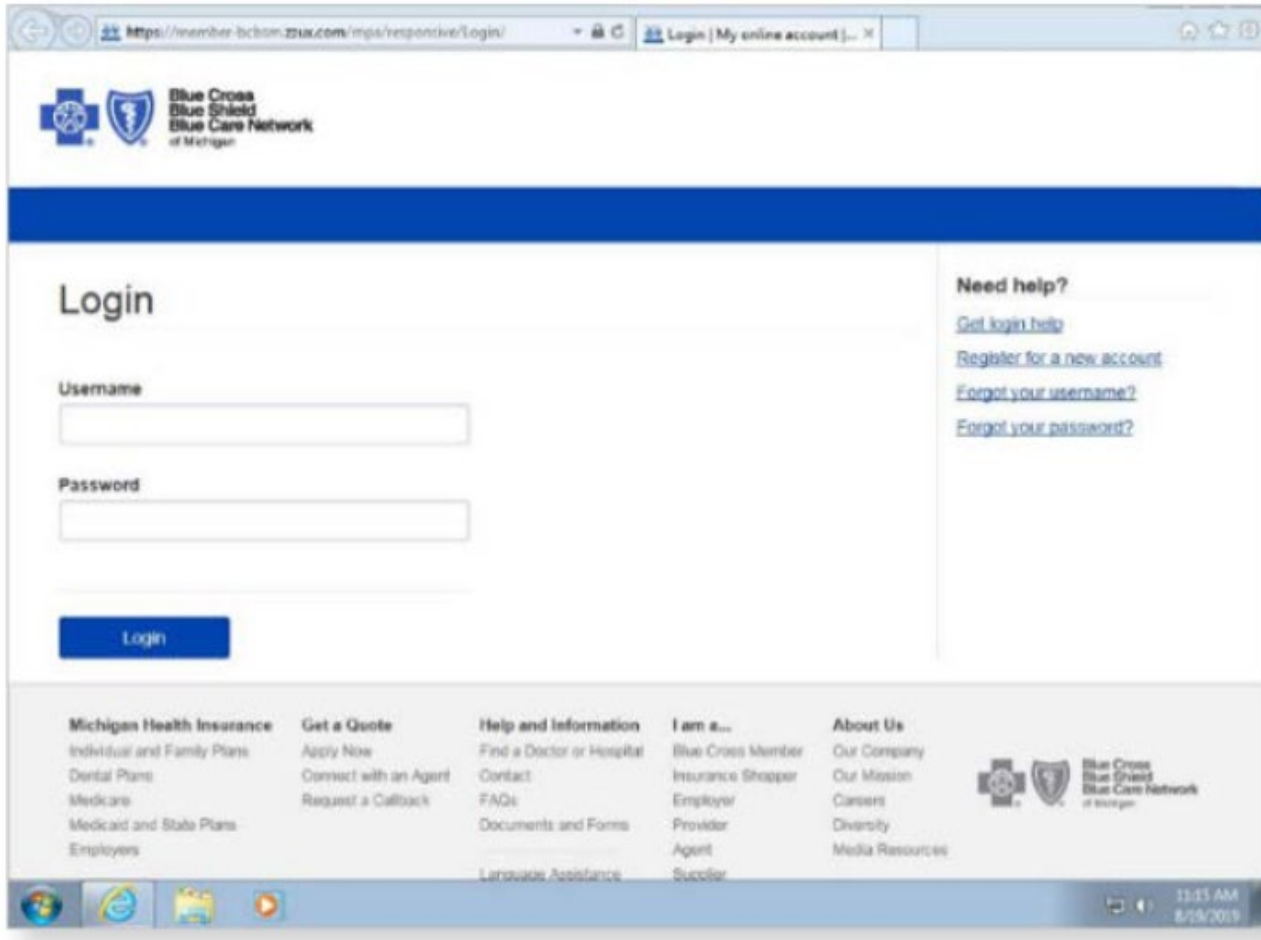 https://member-bcbsm.zzux.com/mps/responsive/Login/
Login | My online account |...
Blue Cross
Blue Shield
Blue Care Network
of Michigan
Login
Username
Password
Login
Need help?
Get login help
Register for a new account
Forgot your username?
Forgot your password?
Michigan Health Insurance
Individual and Family Plans
Dental Plans
Medicare
Medicaid and State Plans
Employers
Get a Quote
Apply Now
Connect with an Agent
Request a Callback
Help and Information
Find a Doctor or Hospital
Contact
FAQs
Documents and Forms
Language Assistance
I am a...
Blue Cross Member
Insurance Shopper
Employer
Provider
Agent
Supplier
About Us
Our Company
Our Mission
Careers
Diversity
Media Resources
Blue Cross
Blue Shield
Blue Care Network
of Michigan
11:15 AM
8/19/2019